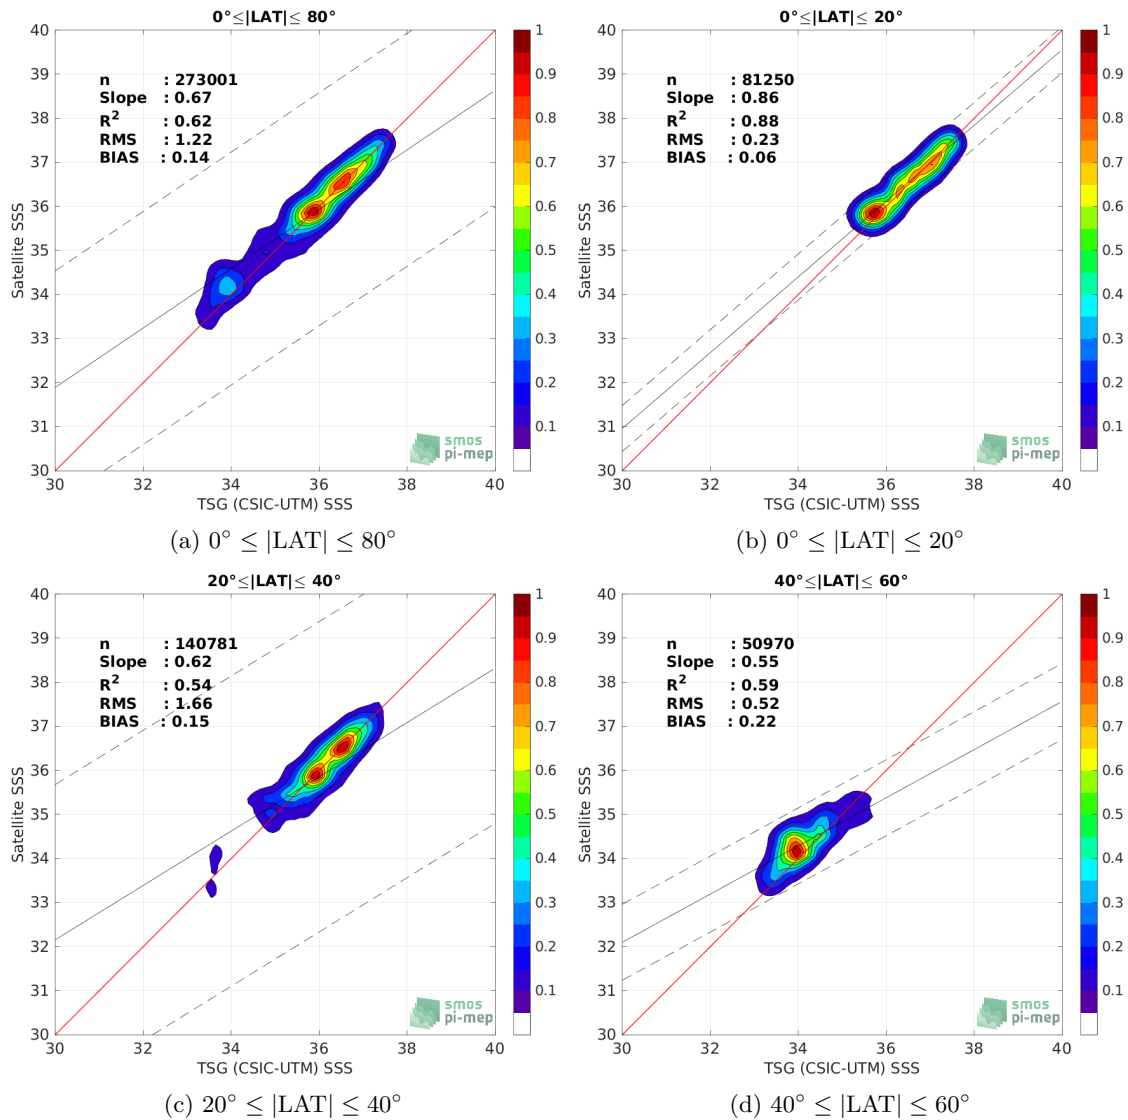 0°≤|LAT|≤ 80°
n : 273001
Slope : 0.67
R² : 0.62
RMS : 1.22
BIAS : 0.14
40
39
38
37
36
35
34
33
32
31
30
Satellite SSS
30 32 34 36 38 40
TSG (CSIC-UTM) SSS
1
0.9
0.8
0.7
0.6
0.5
0.4
0.3
0.2
0.1
smos
pi-mep
(a) 0° ≤ |LAT| ≤ 80°
0°≤|LAT|≤ 20°
n : 81250
Slope : 0.86
R² : 0.88
RMS : 0.23
BIAS : 0.06
40
39
38
37
36
35
34
33
32
31
30
Satellite SSS
30 32 34 36 38 40
TSG (CSIC-UTM) SSS
1
0.9
0.8
0.7
0.6
0.5
0.4
0.3
0.2
0.1
smos
pi-mep
(b) 0° ≤ |LAT| ≤ 20°
20°≤|LAT|≤ 40°
n : 140781
Slope : 0.62
R² : 0.54
RMS : 1.66
BIAS : 0.15
40
39
38
37
36
35
34
33
32
31
30
Satellite SSS
30 32 34 36 38 40
TSG (CSIC-UTM) SSS
1
0.9
0.8
0.7
0.6
0.5
0.4
0.3
0.2
0.1
smos
pi-mep
(c) 20° ≤ |LAT| ≤ 40°
40°≤|LAT|≤ 60°
n : 50970
Slope : 0.55
R² : 0.59
RMS : 0.52
BIAS : 0.22
40
39
38
37
36
35
34
33
32
31
30
Satellite SSS
30 32 34 36 38 40
TSG (CSIC-UTM) SSS
1
0.9
0.8
0.7
0.6
0.5
0.4
0.3
0.2
0.1
smos
pi-mep
(d) 40° ≤ |LAT| ≤ 60°